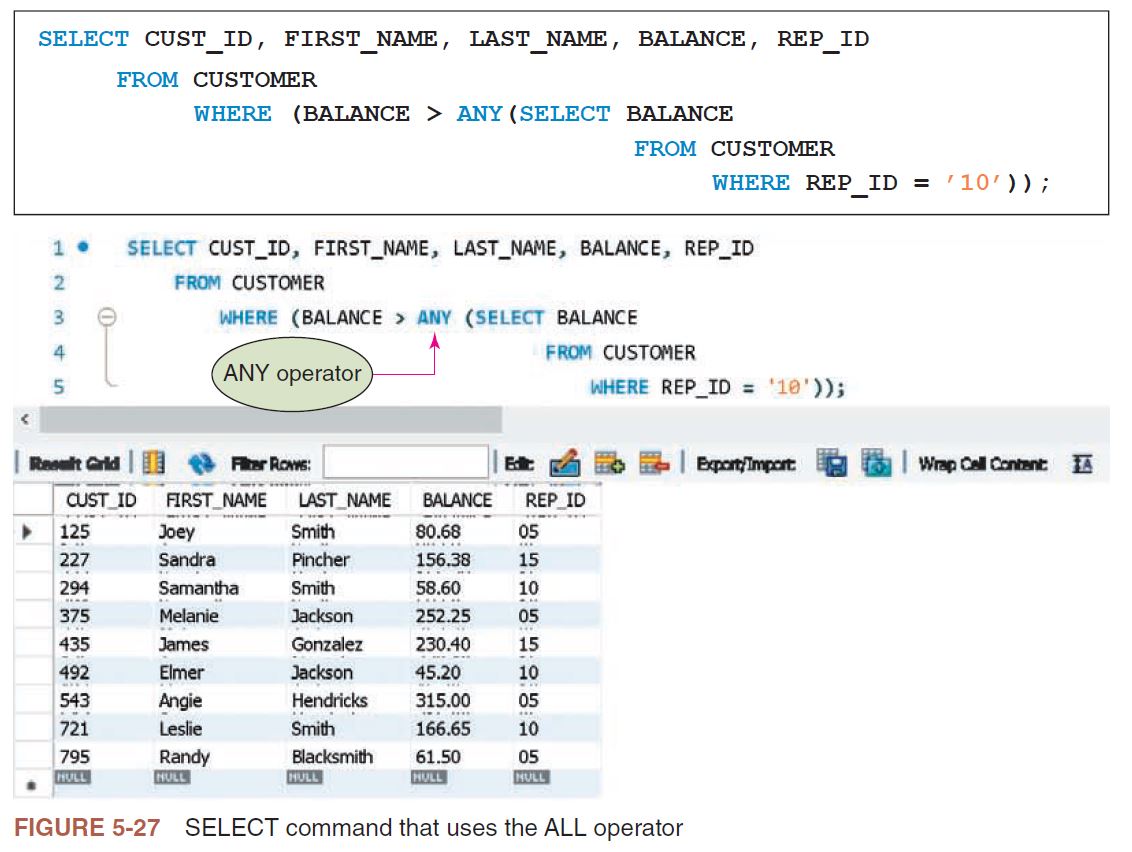 SELECT CUST_ID, FIRST_NAME, LAST_NAME, BALANCE, REP_ID
FROM CUSTOMER
WHERE (BALANCE > ANY(SELECT BALANCE
FROM CUSTOMER
WHERE REP_ID = '10'));
1 SELECT CUST_ID, FIRST_NAME, LAST_NAME, BALANCE, REP_ID
2 FROM CUSTOMER
3 WHERE (BALANCE > ANY (SELECT BALANCE
4 FROM CUSTOMER
5 WHERE REP_ID = '10'));
ANY operator
Result Grid Filter Rows: Edit: Export/Import: Wrap Cell Content: IA
CUST_ID FIRST_NAME LAST_NAME BALANCE REP_ID
125 Joey Smith 80.68 05
227 Sandra Pincher 156.38 15
294 Samantha Smith 58.60 10
375 Melanie Jackson 252.25 05
435 James Gonzalez 230.40 15
492 Elmer Jackson 45.20 10
543 Angie Hendricks 315.00 05
721 Leslie Smith 166.65 10
795 Randy Blacksmith 61.50 05
NULL NULL NULL NULL NULL
FIGURE 5-27 SELECT command that uses the ALL operator